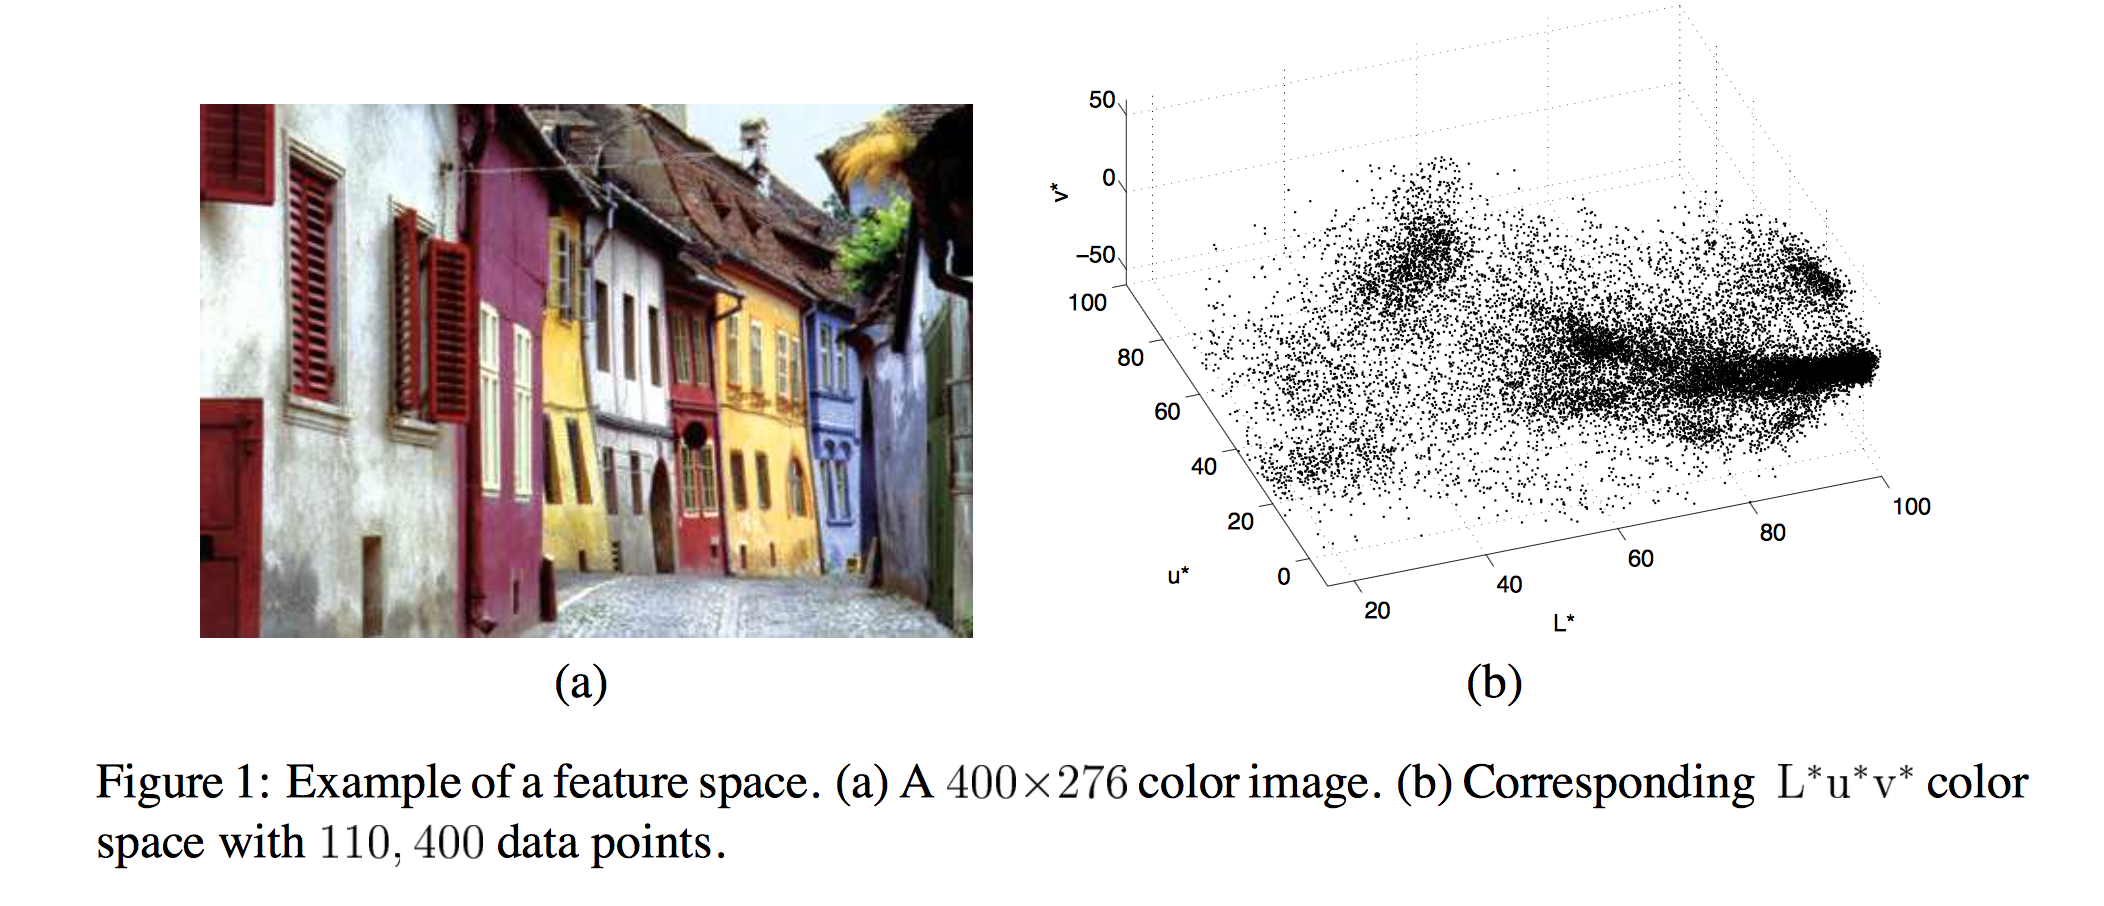 50
0
−50
v*
100
80
60
40
20
0
u*
20
40
60
80
100
L*
(a)
(b)
Figure 1: Example of a feature space. (a) A 400×276 color image. (b) Corresponding L*u*v* color
space with 110, 400 data points.